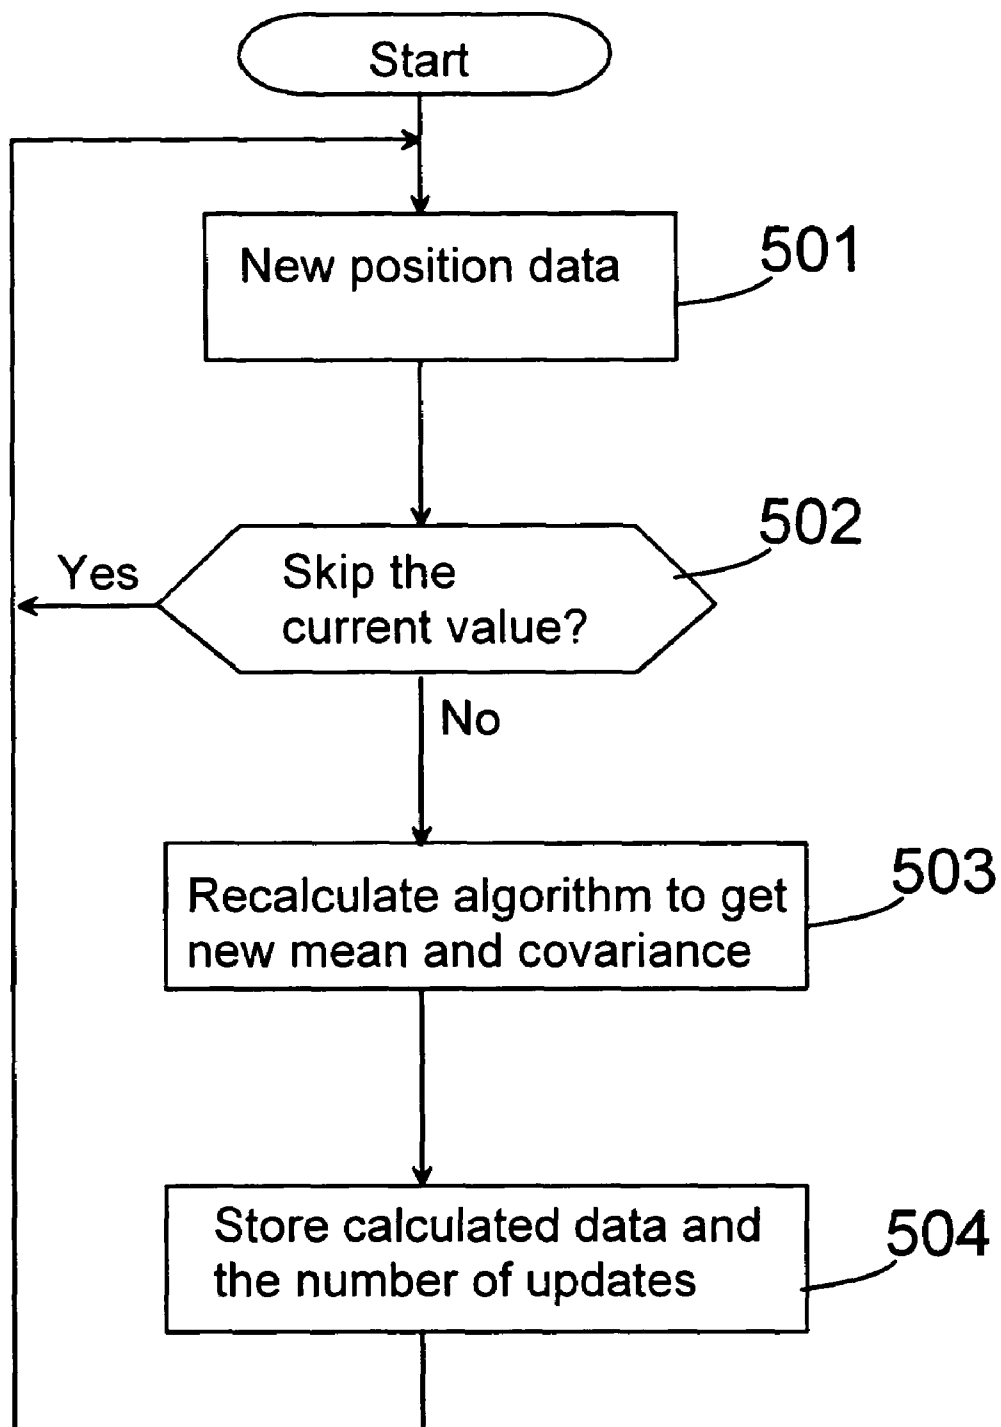 Start
New position data
501
502
Skip the
current value?
Yes
No
503
Recalculate algorithm to get
new mean and covariance
504
Store calculated data and
the number of updates